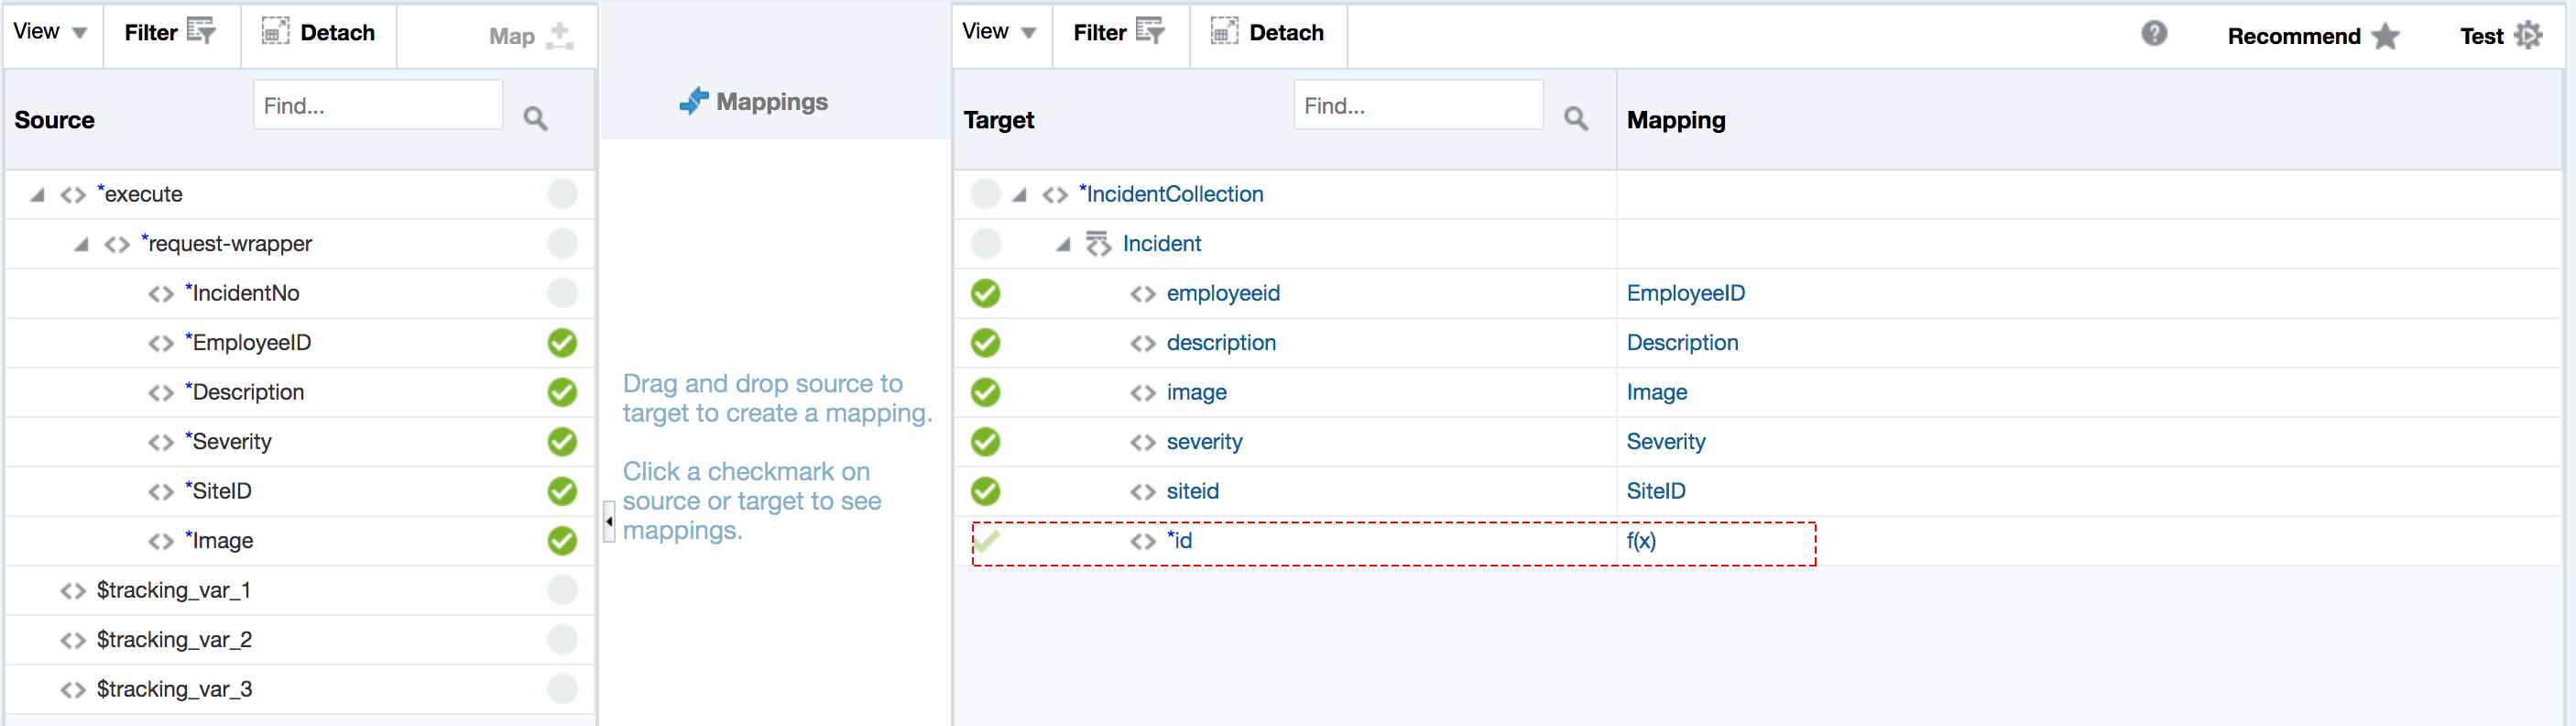 View Filter Detach Map
Source Find...
*execute
*request-wrapper
*IncidentNo
*EmployeeID
*Description
*Severity
*SiteID
*Image
$tracking_var_1
$tracking_var_2
$tracking_var_3
Mappings
Drag and drop source to
target to create a mapping.
Click a checkmark on
source or target to see
mappings.
View Filter Detach ? Recommend Test
Target Find... Mapping
*IncidentCollection
Incident
employeeid EmployeeID
description Description
image Image
severity Severity
siteid SiteID
*id f(x)